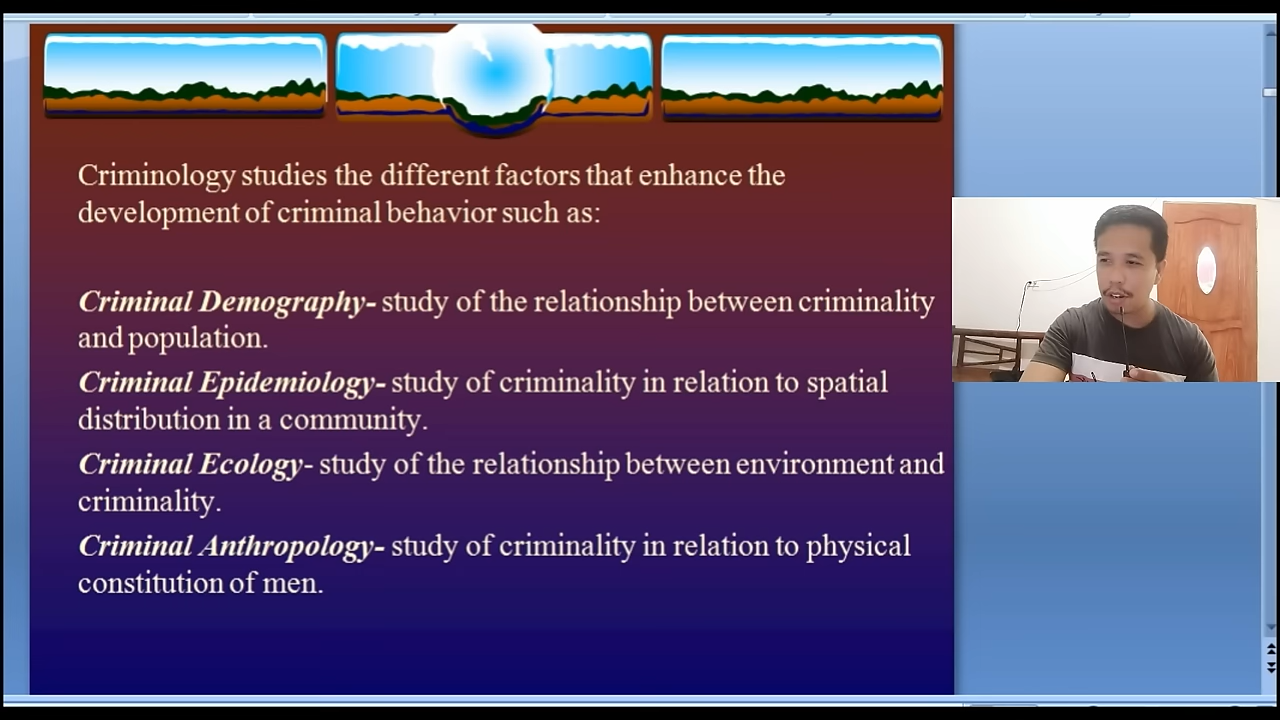 Criminology studies the different factors that enhance the
development of criminal behavior such as:
Criminal Demography- study of the relationship between criminality
and population.
Criminal Epidemiology- study of criminality in relation to spatial
distribution in a community.
Criminal Ecology- study of the relationship between environment and
criminality.
Criminal Anthropology- study of criminality in relation to physical
constitution of men.